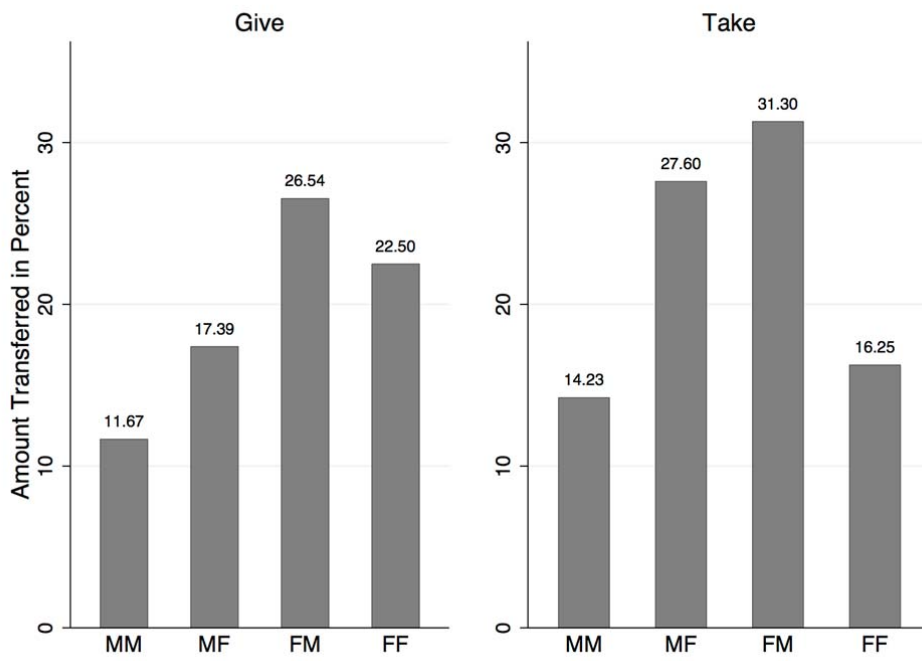 Give
Take
Amount Transferred in Percent
30
20
10
0
11.67
17.39
26.54
22.50
MM
MF
FM
FF
30
20
10
0
14.23
27.60
31.30
16.25
MM
MF
FM
FF